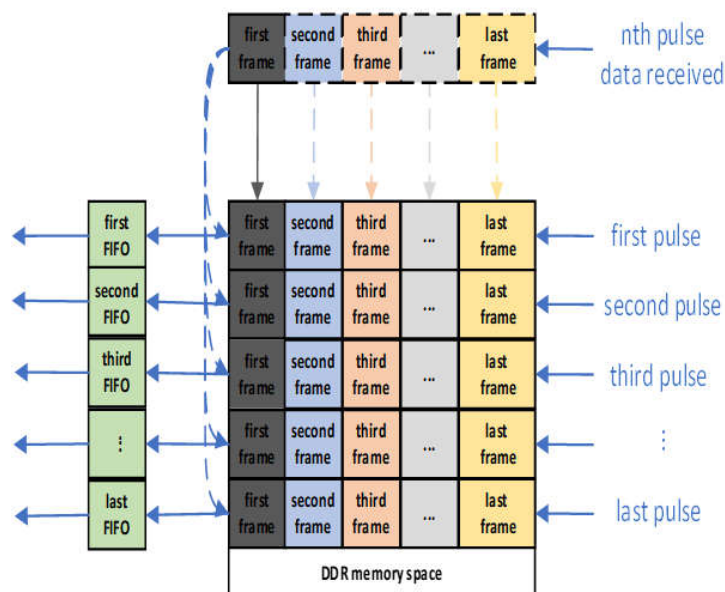 first second third ... last nth pulse
frame frame frame frame data received
first FIFO
first frame second frame third frame ... last frame
first pulse
second FIFO
first frame second frame third frame ... last frame
second pulse
third FIFO
first frame second frame third frame ... last frame
third pulse
⋮
first frame second frame third frame ... last frame
⋮
last FIFO
first frame second frame third frame ... last frame
last pulse
DDR memory space